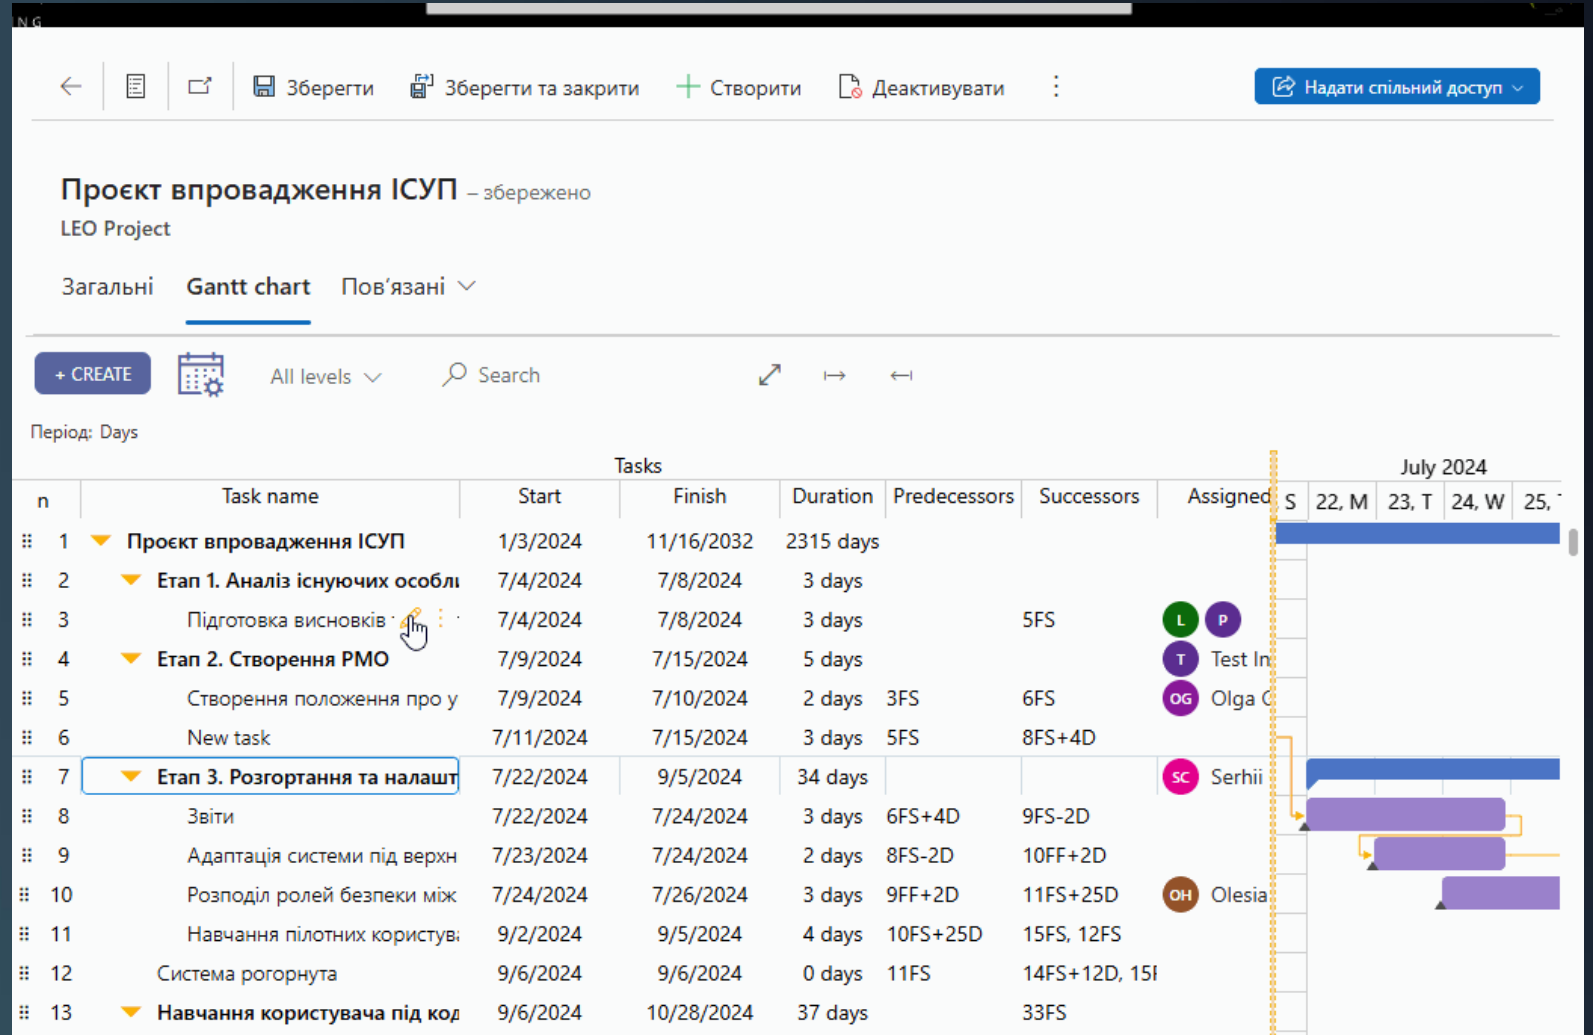 ING
Зберегти Зберегти та закрити Створити Деактивувати Надати спільний доступ
Проєкт впровадження ІСУП – збережено
LEO Project
Загальні Gantt chart Пов'язані
+ CREATE All levels Search
Період: Days
Tasks July 2024
n Task name Start Finish Duration Predecessors Successors Assigned S 22, M 23, T 24, W 25,
1 Проєкт впровадження ІСУП 1/3/2024 11/16/2032 2315 days
2 Етап 1. Аналіз існуючих особли 7/4/2024 7/8/2024 3 days
3 Підготовка висновків 7/4/2024 7/8/2024 3 days 5FS L P
4 Етап 2. Створення PMO 7/9/2024 7/15/2024 5 days T Test In
5 Створення положення про у 7/9/2024 7/10/2024 2 days 3FS 6FS OG Olga
6 New task 7/11/2024 7/15/2024 3 days 5FS 8FS+4D
7 Етап 3. Розгортання та налашт 7/22/2024 9/5/2024 34 days SC Serhii
8 Звіти 7/22/2024 7/24/2024 3 days 6FS+4D 9FS-2D
9 Адаптація системи під верхн 7/23/2024 7/24/2024 2 days 8FS-2D 10FF+2D
10 Розподіл ролей безпеки між 7/24/2024 7/26/2024 3 days 9FF+2D 11FS+25D OH Olesia
11 Навчання пілотних користува 9/2/2024 9/5/2024 4 days 10FS+25D 15FS, 12FS
12 Система рогорнута 9/6/2024 9/6/2024 0 days 11FS 14FS+12D,
13 Навчання користувача під код 9/6/2024 10/28/2024 37 days 33FS